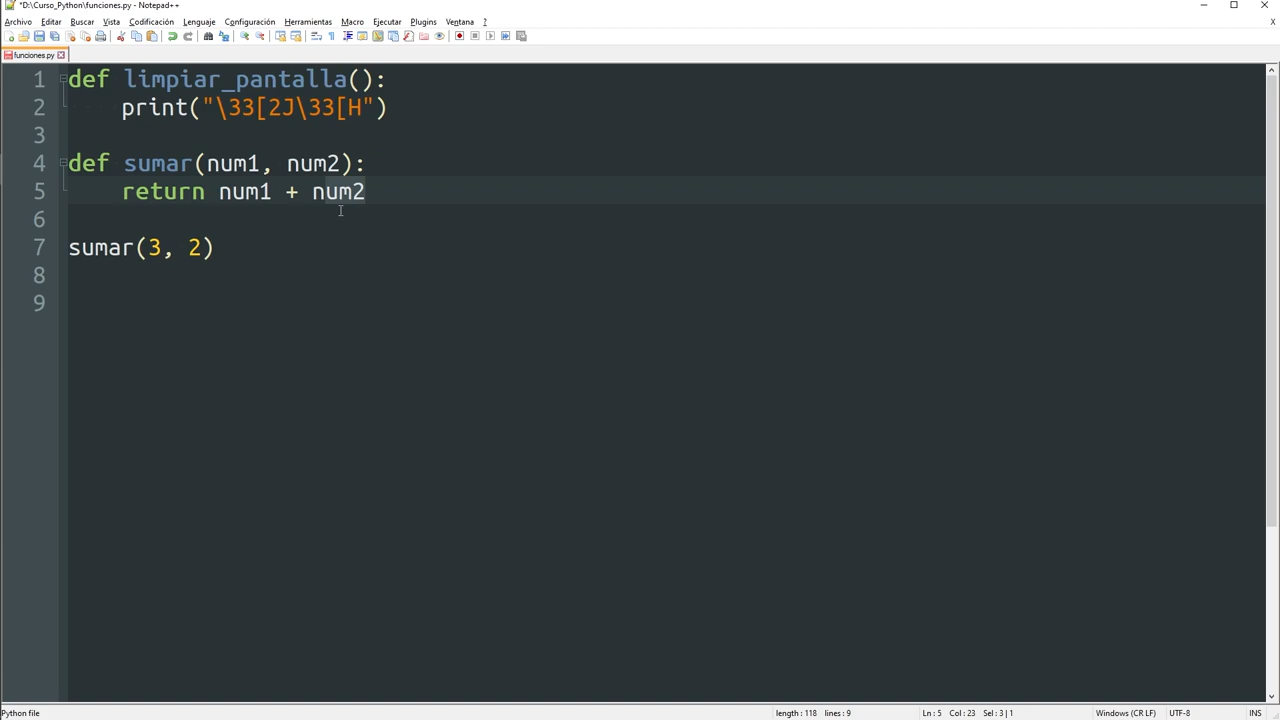 *D:\Curso_Python\funciones.py - Notepad++
Archivo Editar Buscar Vista Codificación Lenguaje Configuración Herramientas Macro Ejecutar Plugins Ventana ? X
funciones.py
1 def limpiar_pantalla():
2 print("\33[2J\33[H")
3
4 def sumar(num1, num2):
5 return num1 + num2
6
7 sumar(3, 2)
8
9
Python file length : 118 lines : 9 Ln : 5 Col : 23 Sel : 3 | 1 Windows (CR LF) UTF-8 INS